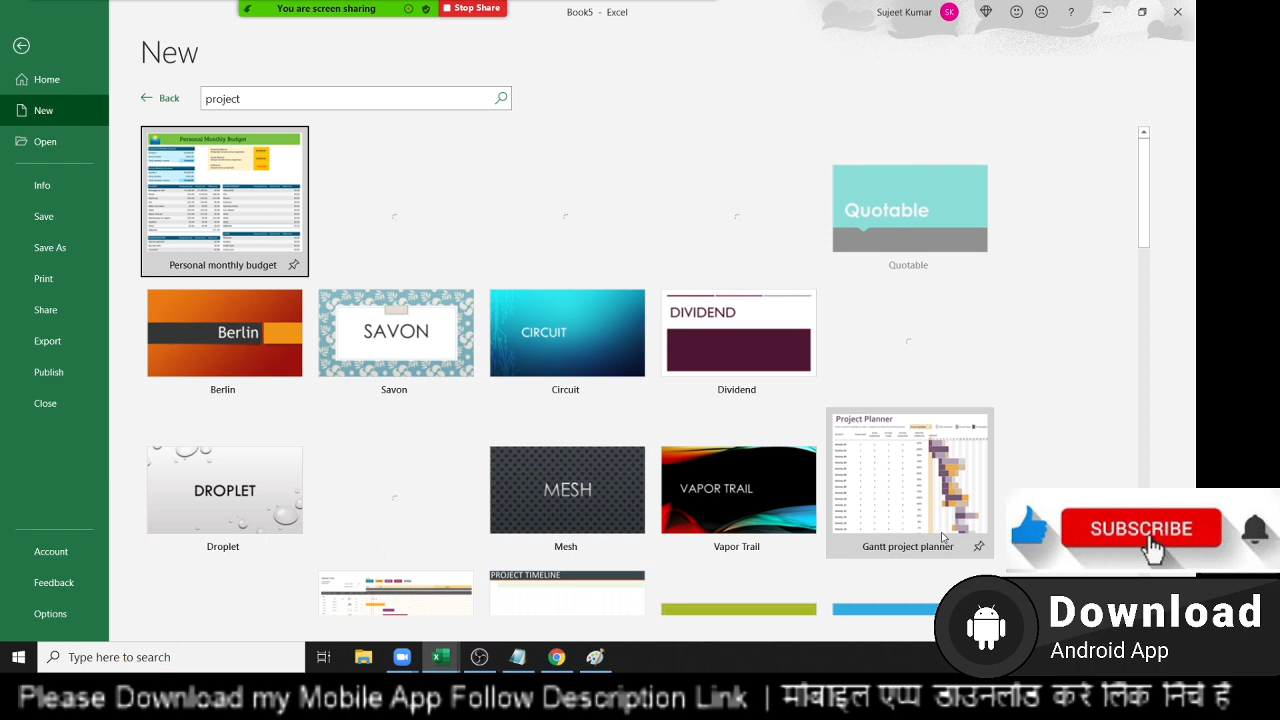 You are screen sharing
Stop Share
Book5 - Excel
Sujeet Kumar
SK
?
New
Home
New
Open
Info
Save
Save As
Print
Share
Export
Publish
Close
Account
Feedback
Options
Back
project
Personal Monthly Budget
Personal monthly budget
Quotable
Quotable
Berlin
Berlin
SAVON
Savon
CIRCUIT
Circuit
DIVIDEND
Dividend
DROPLET
Droplet
MESH
Mesh
VAPOR TRAIL
Vapor Trail
Project Planner
Gantt project planner
PROJECT TIMELINE
SUBSCRIBE
Download
Android App
Type here to search
Please Download my Mobile App Follow Description Link | मोबाइल एप्प डाउनलोड करे लिंक निचे है